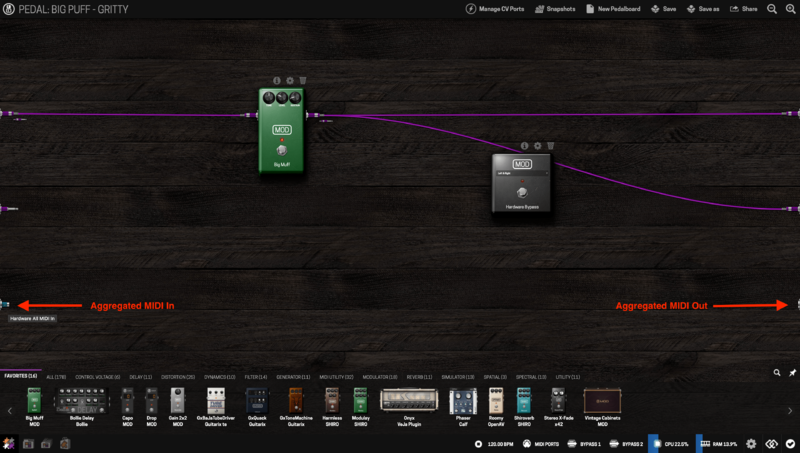 PEDAL: BIG PUFF - GRITTY
Manage CV Ports
Snapshots
New Pedalboard
Save
Save as
Share
MOD
Big Muff
MOD
Hardware Bypass
Aggregated MIDI In
Aggregated MIDI Out
Hardware All MIDI In
FAVORITES (16)
ALL (178)
CONTROL VOLTAGE (6)
DELAY (11)
DISTORTION (25)
DYNAMICS (10)
FILTER (14)
GENERATOR (11)
MIDI UTILITY (32)
MODULATOR (19)
REVERB (11)
SIMULATOR (10)
SPATIAL (3)
SPECTRAL (13)
UTILITY (11)
Big Muff
MOD
Bollie Delay
Bollie
Capo
MOD
Drop
MOD
Gain 2x2
MOD
GxBaJaTubeDriver
Guitarix te
GxQuack
Guitarix
GxToneMachine
Guitarix
Harmless
SHIRO
Modulay
SHIRO
Onyx
VeJa Plugin
Phaser
Calf
Roomy
OpenAV
Shiroverb
SHIRO
Stereo X-Fade
x42
Vintage Cabinets
MOD
120.00 BPM
MIDI PORTS
BYPASS 1
BYPASS 2
CPU 22.0%
RAM 13.9%